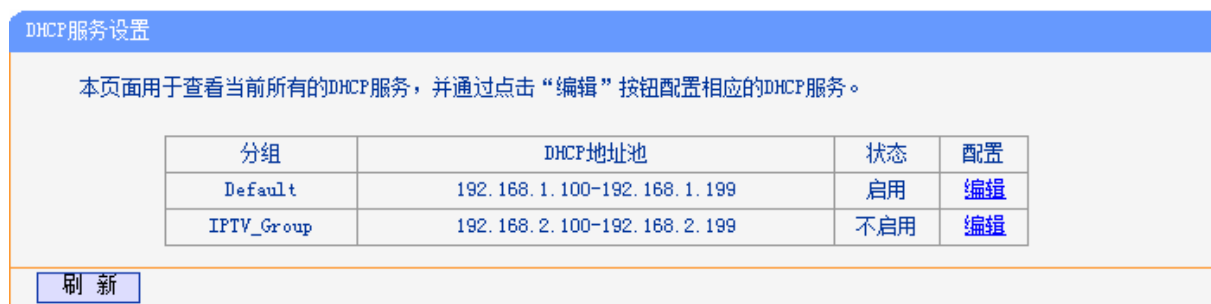 DHCP服务设置
本页面用于查看当前所有的DHCP服务，并通过点击“编辑”按钮配置相应的DHCP服务。
分组 DHCP地址池 状态 配置
Default 192.168.1.100-192.168.1.199 启用 编辑
IPTV_Group 192.168.2.100-192.168.2.199 不启用 编辑
刷 新